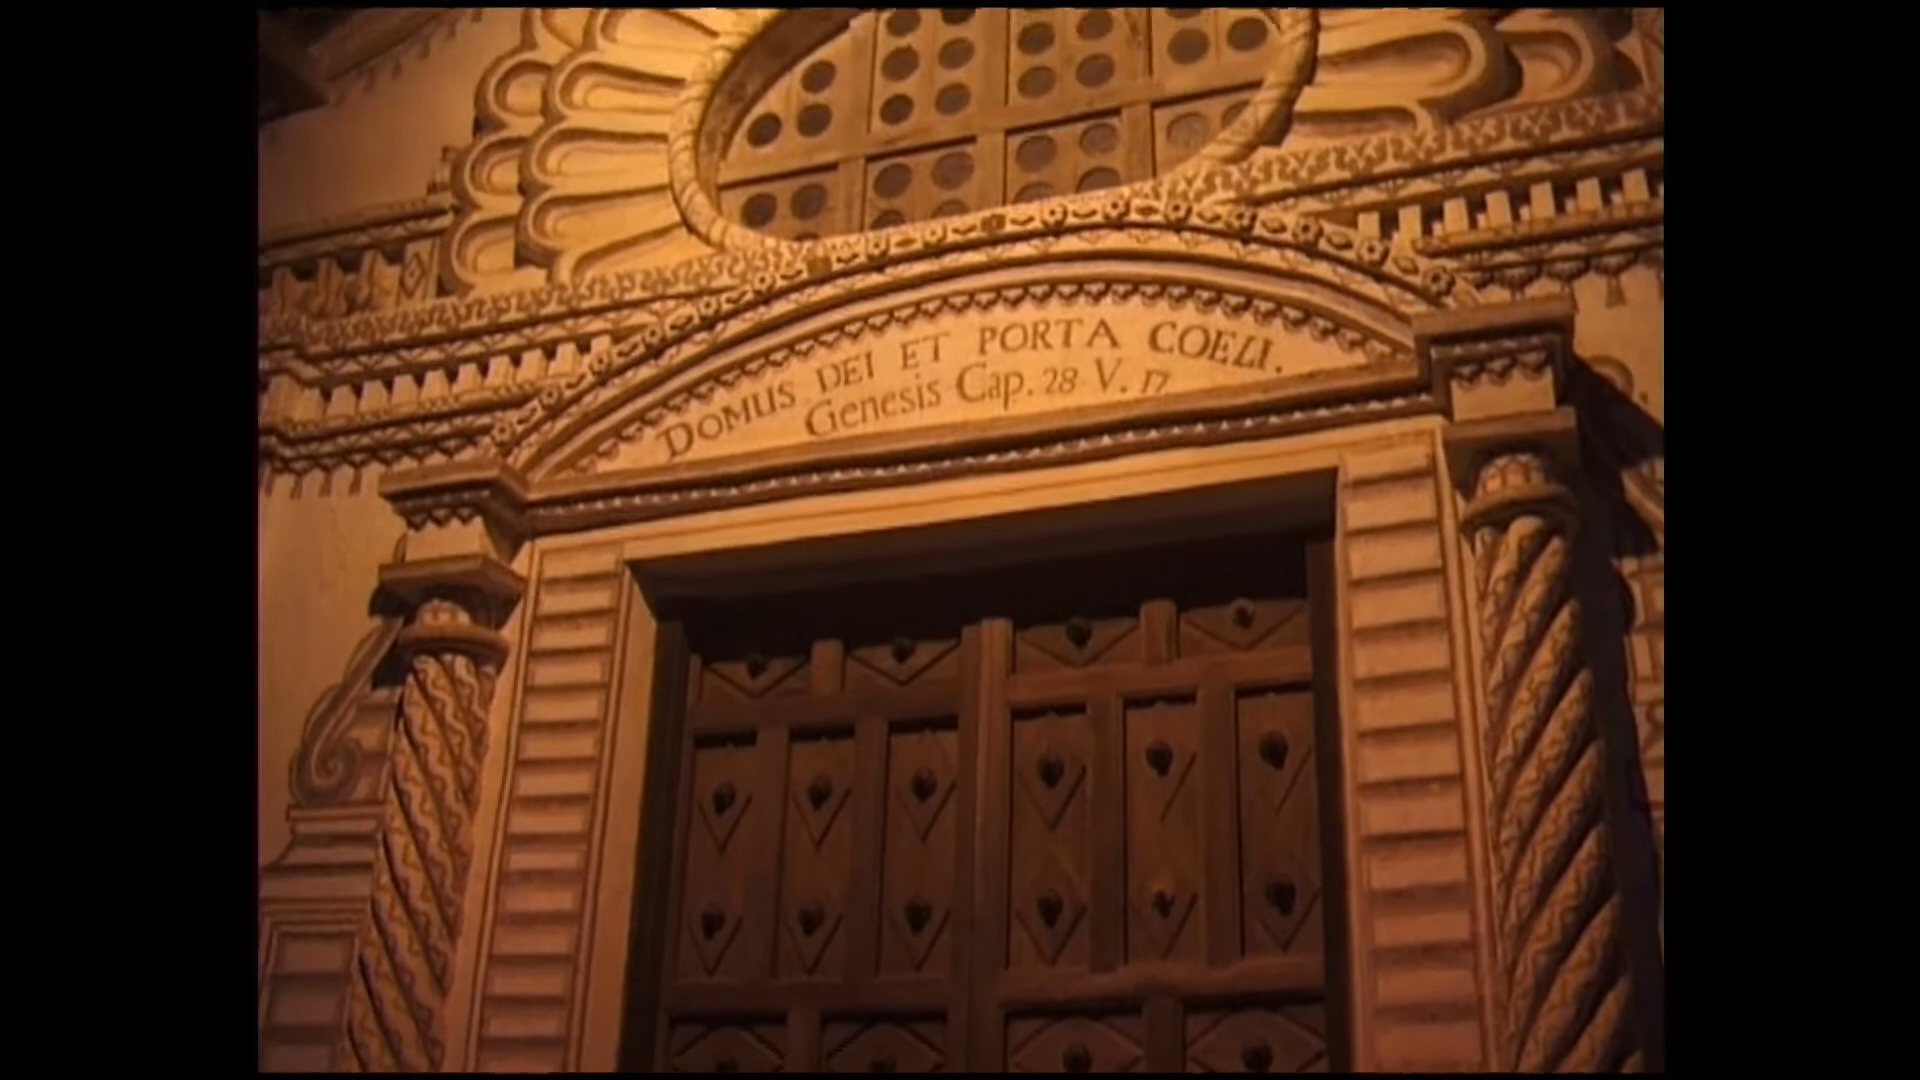 DOMUS DEI ET PORTA COELI.
Genesis Cap. 28 V. 17